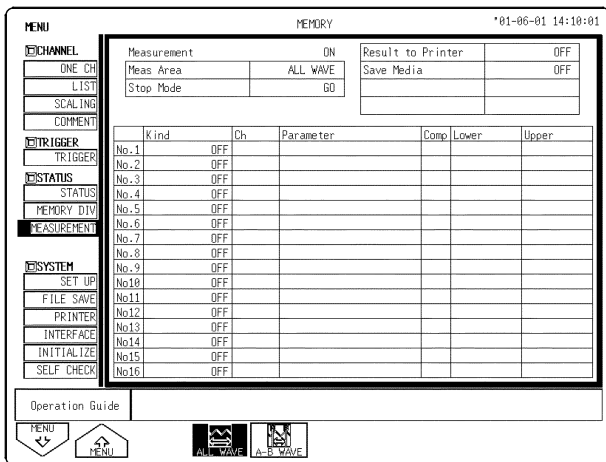 MENU MEMORY '01-06-01 14:10:01
CHANNEL
ONE CH
LIST
SCALING
COMMENT
TRIGGER
TRIGGER
STATUS
STATUS
MEMORY DIV
MEASUREMENT
SYSTEM
SET UP
FILE SAVE
PRINTER
INTERFACE
INITIALIZE
SELF CHECK
Measurement ON
Meas Area ALL WAVE
Stop Mode GO
Result to Printer OFF
Save Media OFF
Kind Ch Parameter Comp Lower Upper
No.1 OFF
No.2 OFF
No.3 OFF
No.4 OFF
No.5 OFF
No.6 OFF
No.7 OFF
No.8 OFF
No.9 OFF
No10 OFF
No11 OFF
No12 OFF
No13 OFF
No14 OFF
No15 OFF
No16 OFF
Operation Guide
MENU
MENU
ALL WAVE
A-B WAVE